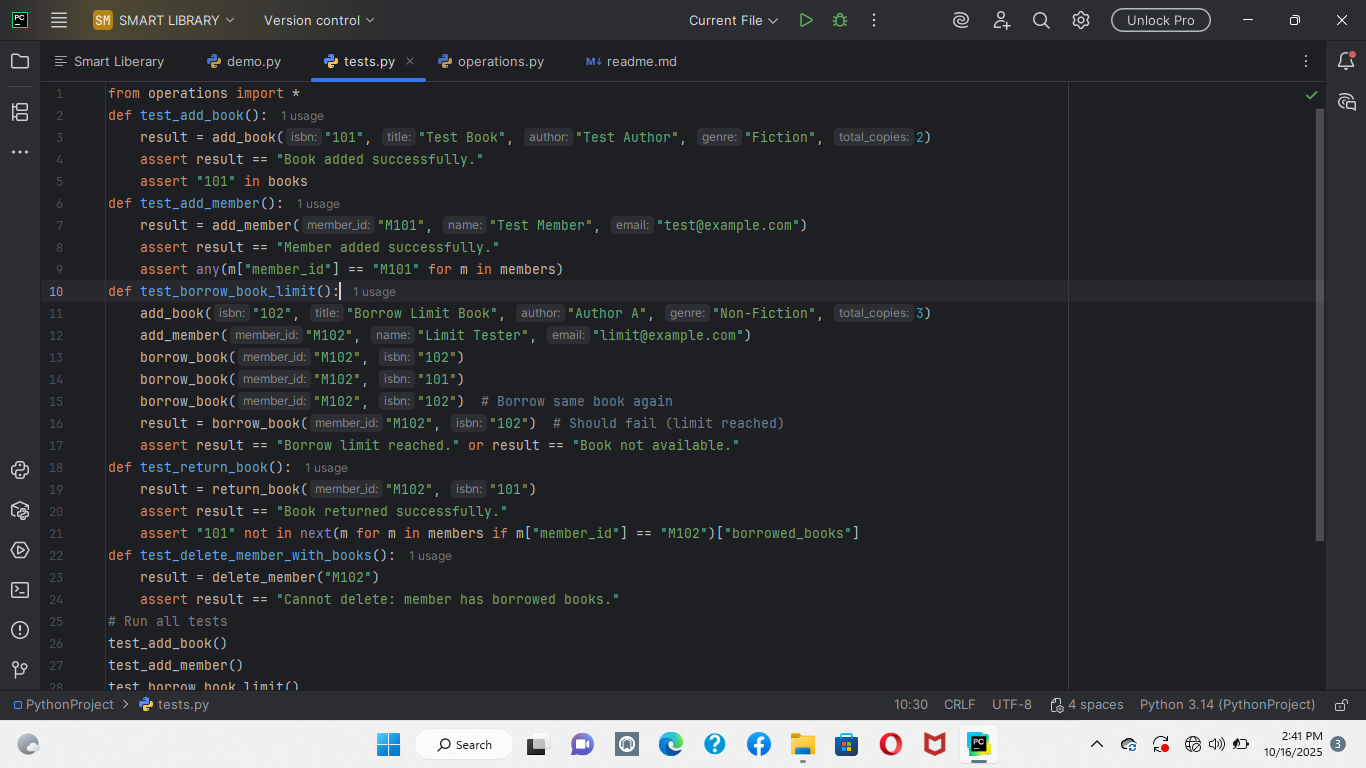 PC SM SMART LIBRARY Version control Current File Unlock Pro
Smart Liberary demo.py tests.py operations.py M↓ readme.md
1 from operations import *
2 def test_add_book(): 1 usage
3 result = add_book( isbn: "101", title: "Test Book", author: "Test Author", genre: "Fiction", total_copies: 2)
4 assert result == "Book added successfully."
5 assert "101" in books
6 def test_add_member(): 1 usage
7 result = add_member( member_id: "M101", name: "Test Member", email: "test@example.com")
8 assert result == "Member added successfully."
9 assert any(m["member_id"] == "M101" for m in members)
10 def test_borrow_book_limit(): 1 usage
11 add_book( isbn: "102", title: "Borrow Limit Book", author: "Author A", genre: "Non-Fiction", total_copies: 3)
12 add_member( member_id: "M102", name: "Limit Tester", email: "limit@example.com")
13 borrow_book( member_id: "M102", isbn: "102")
14 borrow_book( member_id: "M102", isbn: "101")
15 borrow_book( member_id: "M102", isbn: "102") # Borrow same book again
16 result = borrow_book( member_id: "M102", isbn: "102") # Should fail (limit reached)
17 assert result == "Borrow limit reached." or result == "Book not available."
18 def test_return_book(): 1 usage
19 result = return_book( member_id: "M102", isbn: "101")
20 assert result == "Book returned successfully."
21 assert "101" not in next(m for m in members if m["member_id"] == "M102")["borrowed_books"]
22 def test_delete_member_with_books(): 1 usage
23 result = delete_member("M102")
24 assert result == "Cannot delete: member has borrowed books."
25 # Run all tests
26 test_add_book()
27 test_add_member()
28 test_borrow_book_limit()
PythonProject > tests.py 10:30 CRLF UTF-8 4 spaces Python 3.14 (PythonProject)
Search PC 2:41 PM
10/16/2025 3